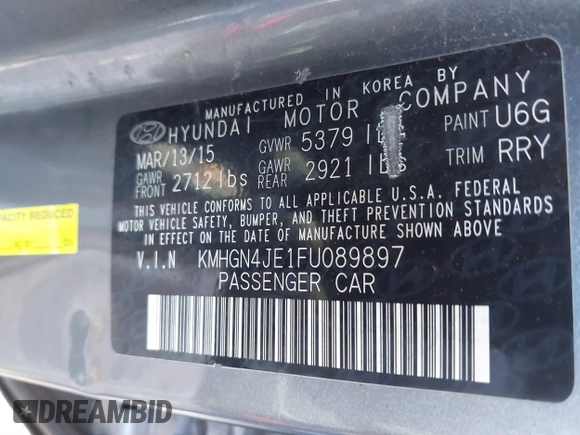 MANUFACTURED IN KOREA BY
HYUNDAI MOTOR COMPANY
MAR/13/15 GVWR 5379 PAINT U6G
GAWR FRONT 2712 lbs GAWR REAR 2921 lbs TRIM RRY
THIS VEHICLE CONFORMS TO ALL APPLICABLE U.S.A. FEDERAL
MOTOR VEHICLE SAFETY, BUMPER, AND THEFT PREVENTION STANDARDS
IN EFFECT ON THE DATE OF MANUFACTURE SHOWN ABOVE
V.I.N KMHGN4JE1FU089897
PASSENGER CAR
CAPACITY REDUCED
DREAMBID